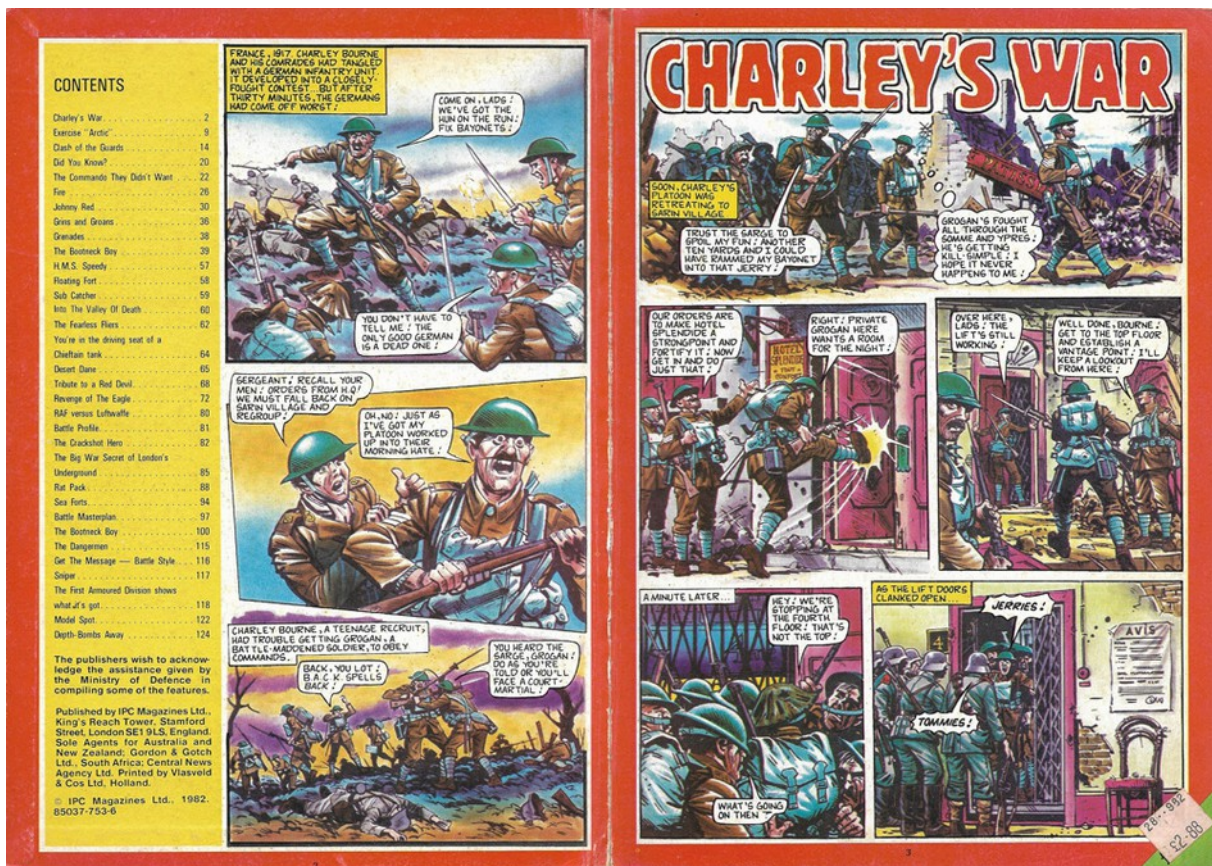 CONTENTS
Charley's War 2
Exercise "Arctic" 9
Clash of the Guards 14
Did You Know? 20
The Commando They Didn't Want 22
Fire 26
Johnny Red 30
Grins and Groans 36
Grenades 38
The Bootneck Boy 39
H.M.S. Speedy 57
Floating Fort 58
Sub Catcher 59
Into The Valley Of Death 60
The Fearless Fliers 62
You're in the driving seat of a
Chieftain tank 64
Desert Dane 65
Tribute to a Red Devil 68
Revenge of The Eagle 72
RAF versus Luftwaffe 80
Battle Profile 81
The Crackshot Hero 82
The Big War Secret of London's
Underground 85
Rat Pack 88
Sea Forts 94
Battle Masterplan 97
The Bootneck Boy 100
The Dangermen 115
Get The Message — Battle Style 116
Sniper 117
The First Armoured Division shows
what it's got 118
Model Spot 122
Depth-Bombs Away 124
The publishers wish to acknow-
ledge the assistance given by
the Ministry of Defence in
compiling some of the features.
Published by IPC Magazines Ltd.,
King's Reach Tower, Stamford
Street, London SE1 9LS, England.
Sole Agents for Australia and
New Zealand; Gordon & Gotch
Ltd., South Africa; Central News
Agency Ltd. Printed by Vlasveld
& Cos Ltd, Holland.
© IPC Magazines Ltd., 1982.
85037-753-6
FRANCE, 1917. CHARLEY BOURNE
AND HIS COMRADES HAD TANGLED
WITH A GERMAN INFANTRY UNIT.
IT DEVELOPED INTO A CLOSELY-
FOUGHT CONTEST... BUT AFTER
THIRTY MINUTES, THE GERMANS
HAD COME OFF WORST!
COME ON, LADS!
WE'VE GOT THE
HUN ON THE RUN!
FIX BAYONETS!
YOU DON'T HAVE TO
TELL ME! THE
ONLY GOOD GERMAN
IS A DEAD ONE!
SERGEANT! RECALL YOUR
MEN! ORDERS FROM H.Q!
WE MUST FALL BACK ON
SARIN VILLAGE AND
REGROUP!
OH, NO! JUST AS
I'VE GOT MY
PLATOON WORKED
UP INTO THEIR
MORNING HATE!
CHARLEY BOURNE, A TEENAGE RECRUIT,
HAD TROUBLE GETTING GROGAN, A
BATTLE-MADDENED SOLDIER, TO OBEY
COMMANDS.
BACK, YOU LOT!
B.A.C.K. SPELLS
BACK!
YOU HEARD THE
SARGE, GROGAN!
DO AS YOU'RE
TOLD OR YOU'LL
FACE A COURT-
MARTIAL!
CHARLEY'S WAR
SOON, CHARLEY'S
PLATOON WAS
RETREATING TO
SARIN VILLAGE
TRUST THE SARGE TO
SPOIL MY FUN! ANOTHER
TEN YARDS AND I COULD
HAVE RAMMED MY BAYONET
INTO THAT JERRY!
GROGAN'S FOUGHT
ALL THROUGH THE
SOMME AND YPRES!
HE'S GETTING
KILL-SIMPLE! I
HOPE IT NEVER
HAPPENS TO ME!
OUR ORDERS ARE
TO MAKE HOTEL
SPLENDIDE A
STRONGPOINT AND
FORTIFY IT! NOW
GET IN AND DO
JUST THAT!
RIGHT! PRIVATE
GROGAN HERE
WANTS A ROOM
FOR THE NIGHT!
HOTEL
OVER HERE,
LADS! THE
LIFT'S STILL
WORKING!
WELL DONE, BOURNE!
GET TO THE TOP FLOOR
AND ESTABLISH A
VANTAGE POINT! I'LL
KEEP A LOOKOUT
FROM HERE!
A MINUTE LATER...
HEY! WE'RE
STOPPING AT
THE FOURTH
FLOOR! THAT'S
NOT THE TOP!
WHAT'S GOING
ON THEN?
AS THE LIFT DOORS
CLANKED OPEN...
4
JERRIES!
TOMMIES!
AVIS
£2·88
3